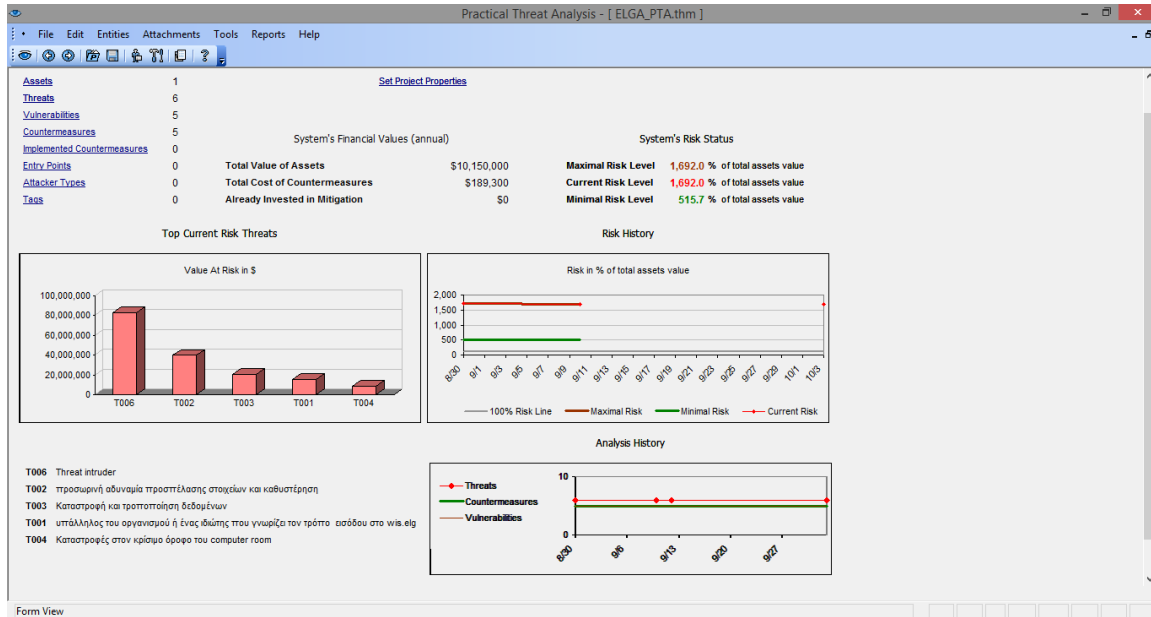 Practical Threat Analysis - [ ELGA_PTA.thm ]
File Edit Entities Attachments Tools Reports Help
Assets 1 Set Project Properties
Threats 6
Vulnerabilities 5
Countermeasures 5
Implemented Countermeasures 0
Entry Points 0
Attacker Types 0
Tags 0
System's Financial Values (annual)
Total Value of Assets $10,150,000
Total Cost of Countermeasures $189,300
Already Invested in Mitigation $0
System's Risk Status
Maximal Risk Level 1,692.0 % of total assets value
Current Risk Level 1,692.0 % of total assets value
Minimal Risk Level 515.7 % of total assets value
Top Current Risk Threats
Value At Risk in $
100,000,000
80,000,000
60,000,000
40,000,000
20,000,000
0
T006 T002 T003 T001 T004
Risk History
Risk in % of total assets value
2,000
1,500
1,000
500
0
8/30 9/1 9/3 9/5 9/7 9/9 9/11 9/13 9/15 9/17 9/19 9/21 9/23 9/25 9/27 9/29 10/1 10/3
100% Risk Line Maximal Risk Minimal Risk Current Risk
T006 Threat intruder
T002 προσωρινή αδυναμία προσπέλασης στοιχείων και καθυστέρηση
T003 Καταστροφή και τροπποποίηση δεδομένων
T001 υπάλληλος του οργανισμού ή ένας ιδιώτης που γνωρίζει τον τρόπο εισόδου στο wis.elg
T004 Καταστροφές στον κρίσιμο όροφο του computer room
Analysis History
Threats
Countermeasures
Vulnerabilities
10
0
8/30 9/6 9/13 9/20 9/27
Form View